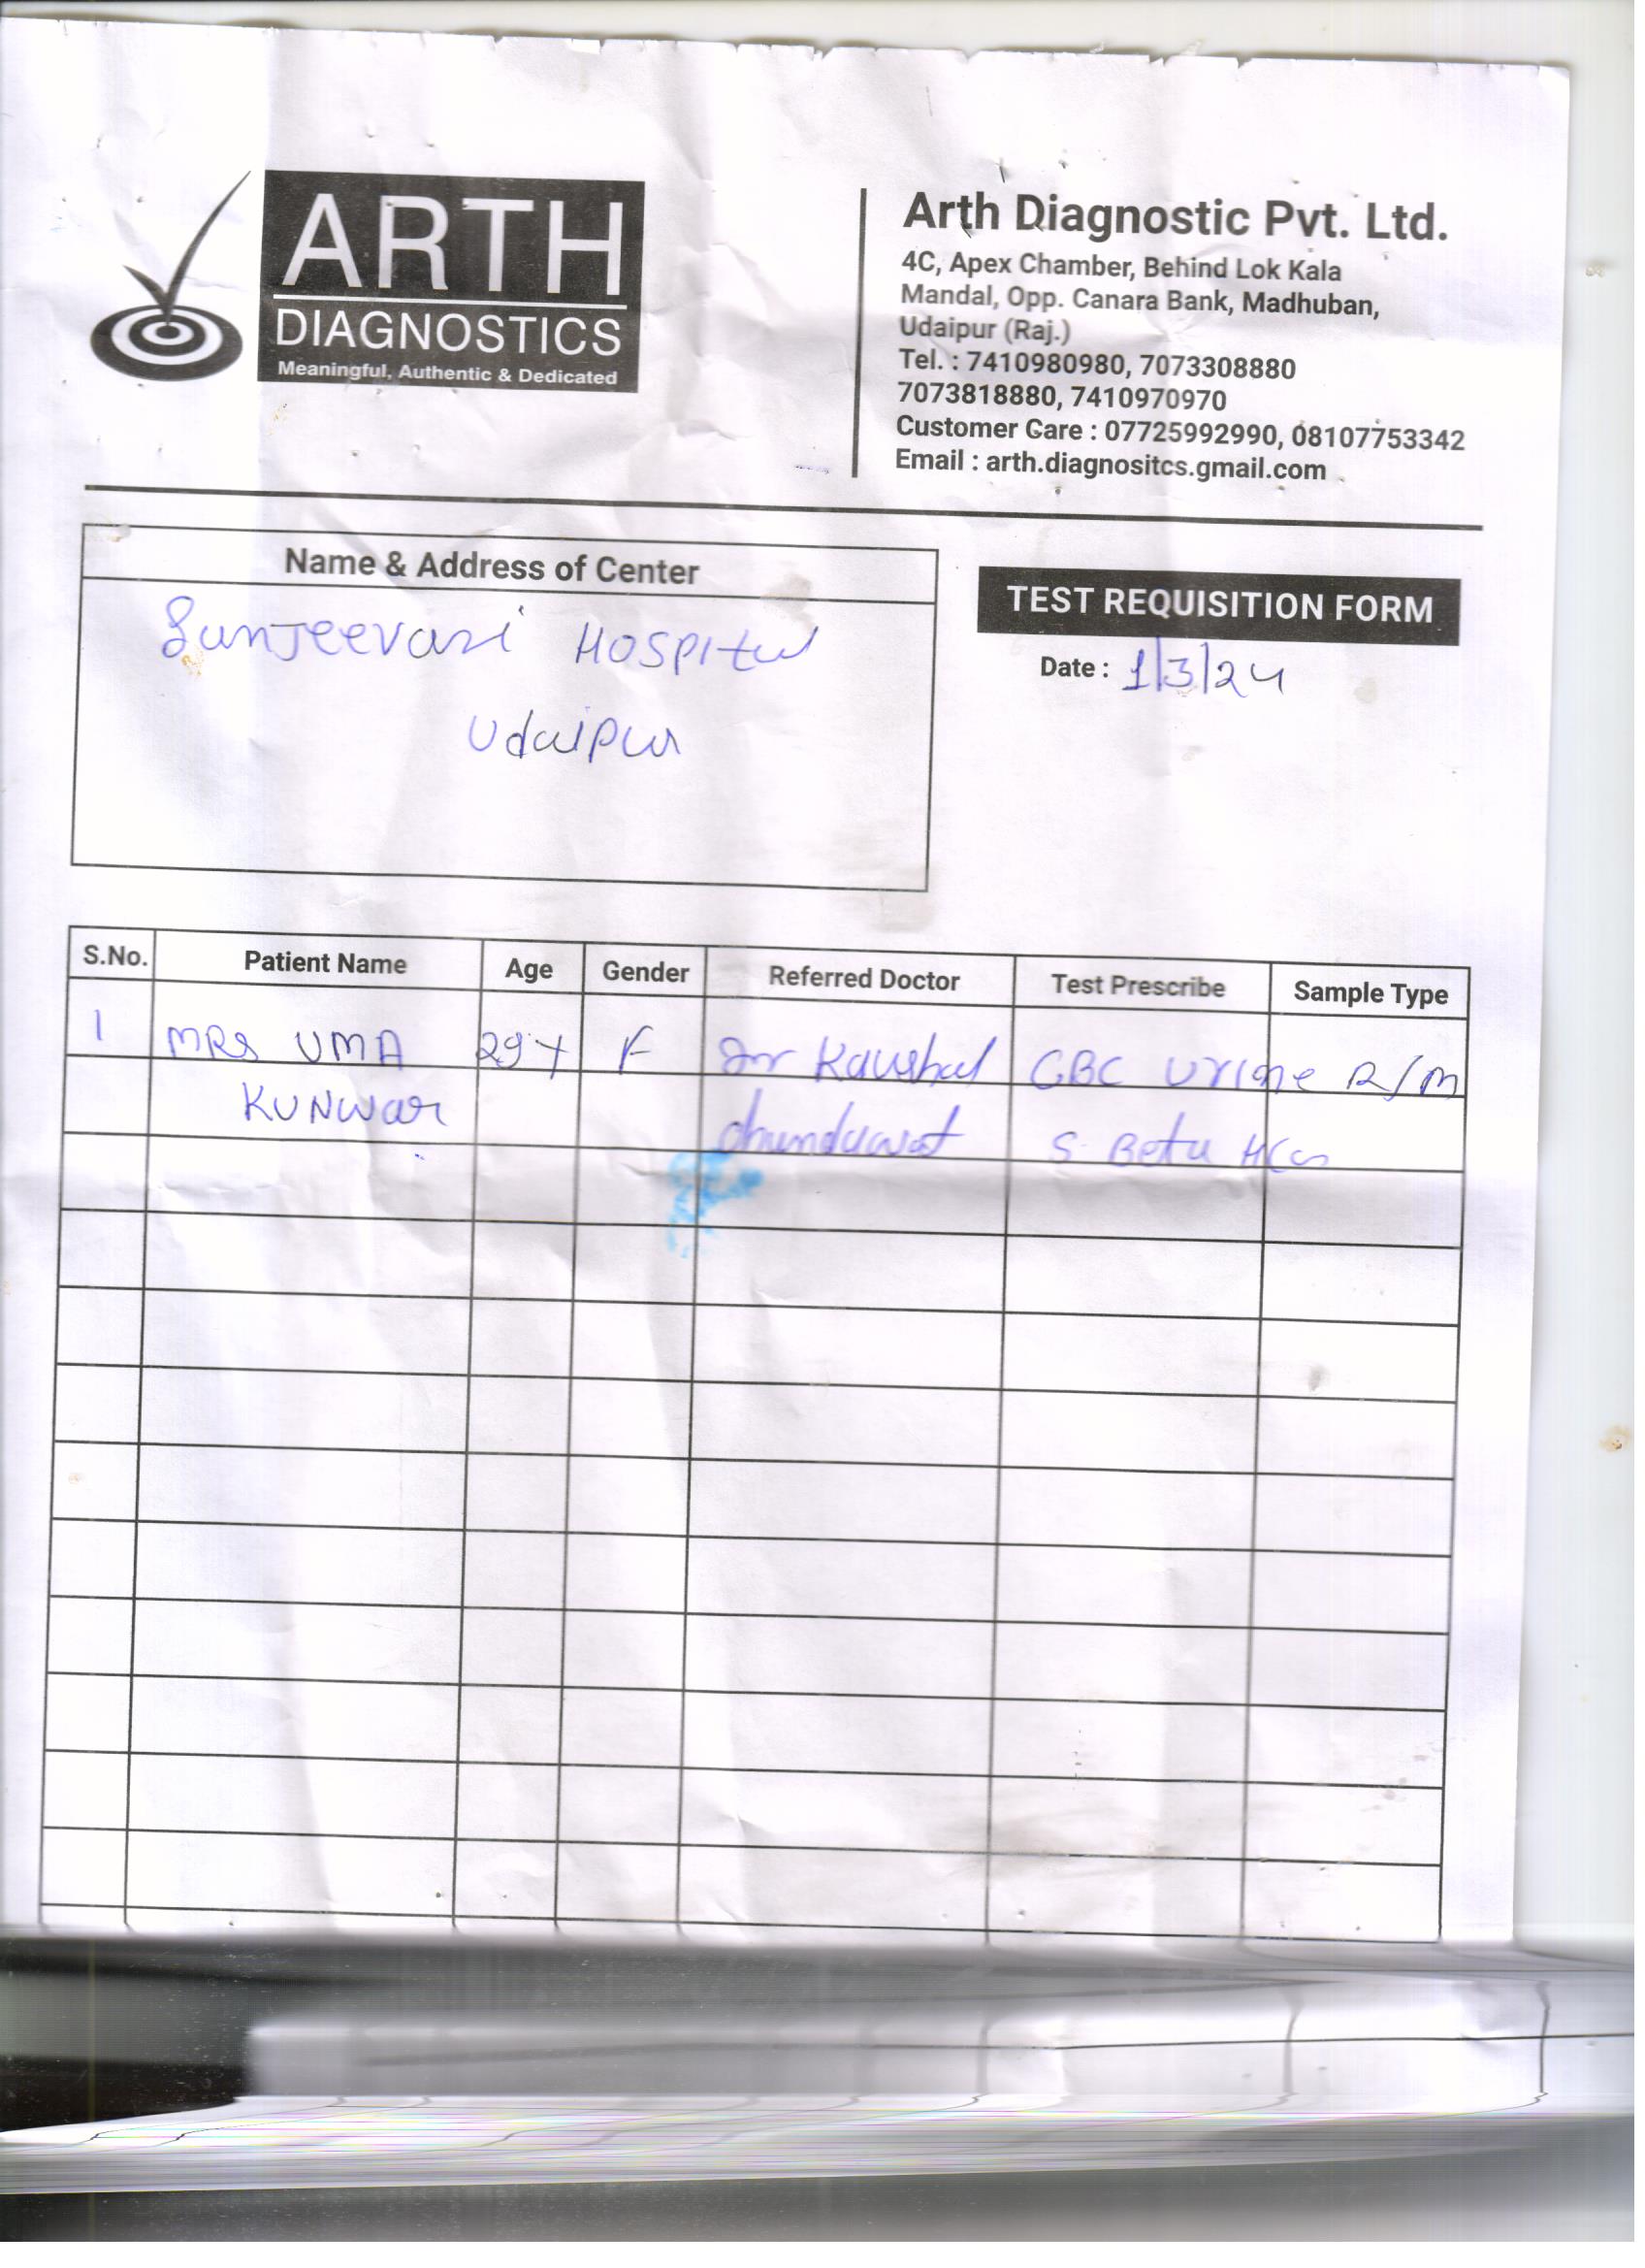 ARTH
DIAGNOSTICS
Meaningful, Authentic & Dedicated
Arth Diagnostic Pvt. Ltd.
4C, Apex Chamber, Behind Lok Kala
Mandal, Opp. Canara Bank, Madhuban,
Udaipur (Raj.)
Tel. : 7410980980, 7073308880
7073818880, 7410970970
Customer Care : 07725992990, 08107753342
Email : arth.diagnositcs.gmail.com
Name & Address of Center
Sunjeevani Hospital
Udaipur
TEST REQUISITION FORM
Date : 1/3/24
S.No. Patient Name Age Gender Referred Doctor Test Prescribe Sample Type
1 MRS UMA 29Y F Dr Kaushal CBC Urine R/M
KUNWar chundawat S. Beta HCG